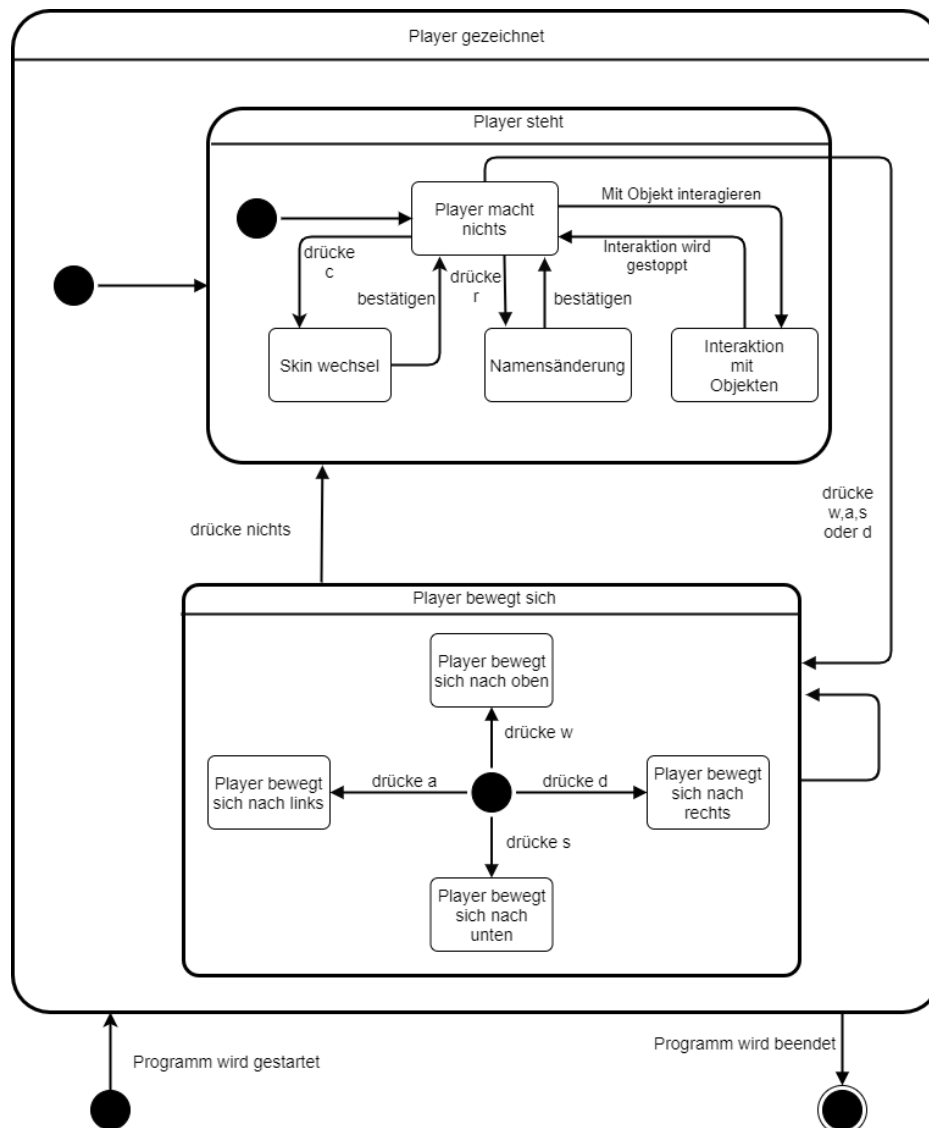 Player gezeichnet
Player steht
Player macht
nichts
Mit Objekt interagieren
Interaktion wird
gestoppt
drücke
c
bestätigen
drücke
r
bestätigen
Skin wechsel
Namensänderung
Interaktion
mit
Objekten
drücke
w,a,s
oder d
drücke nichts
Player bewegt sich
Player bewegt
sich nach oben
drücke w
Player bewegt
sich nach links
drücke a
drücke d
Player bewegt
sich nach
rechts
drücke s
Player bewegt
sich nach
unten
Programm wird gestartet
Programm wird beendet